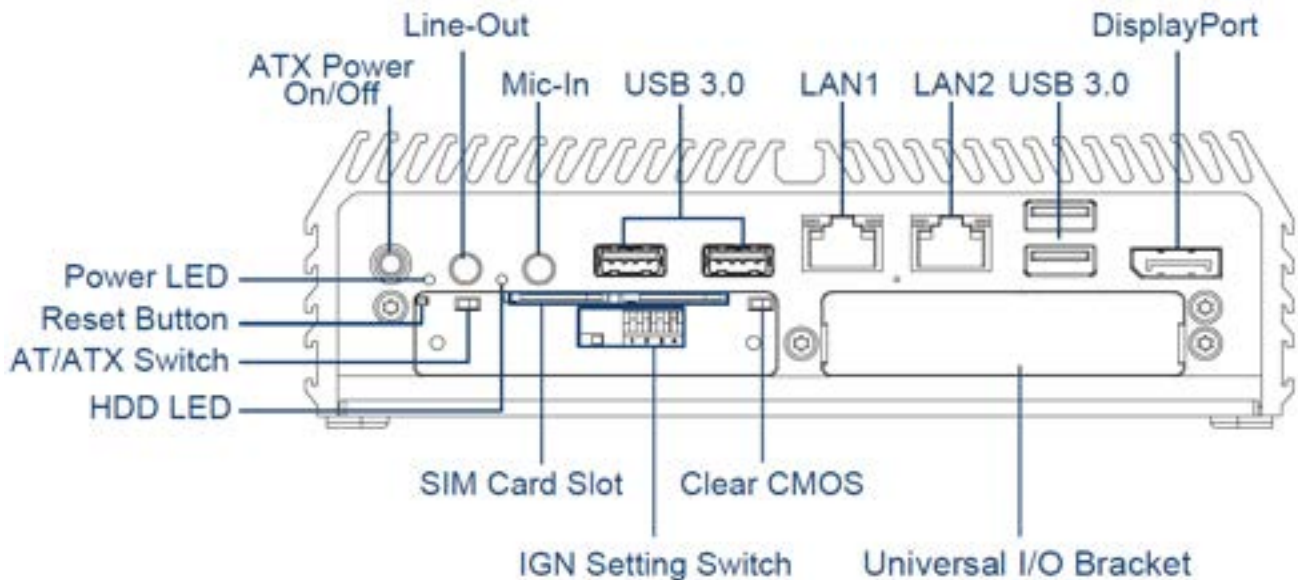 Line-Out
DisplayPort
ATX Power
On/Off
Mic-In
USB 3.0
LAN1
LAN2
USB 3.0
Power LED
Reset Button
AT/ATX Switch
HDD LED
SIM Card Slot
Clear CMOS
IGN Setting Switch
Universal I/O Bracket